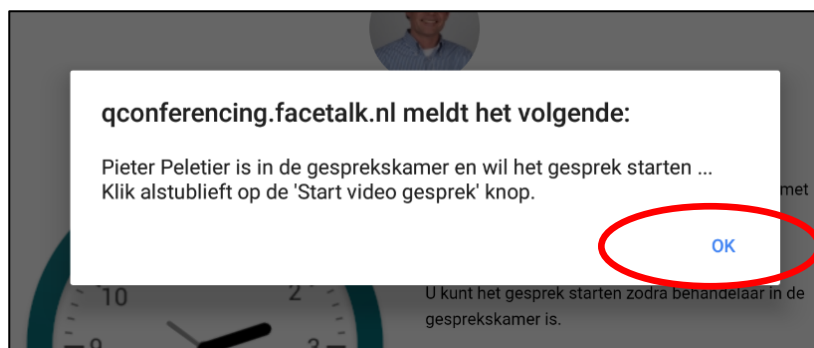 qconferencing.facetalk.nl meldt het volgende:
Pieter Peletier is in de gesprekskamer en wil het gesprek starten ...
Klik alstublieft op de 'Start video gesprek' knop.
met
OK
10
2
U kunt het gesprek starten zodra behandelaar in de
gesprekskamer is.
9
3